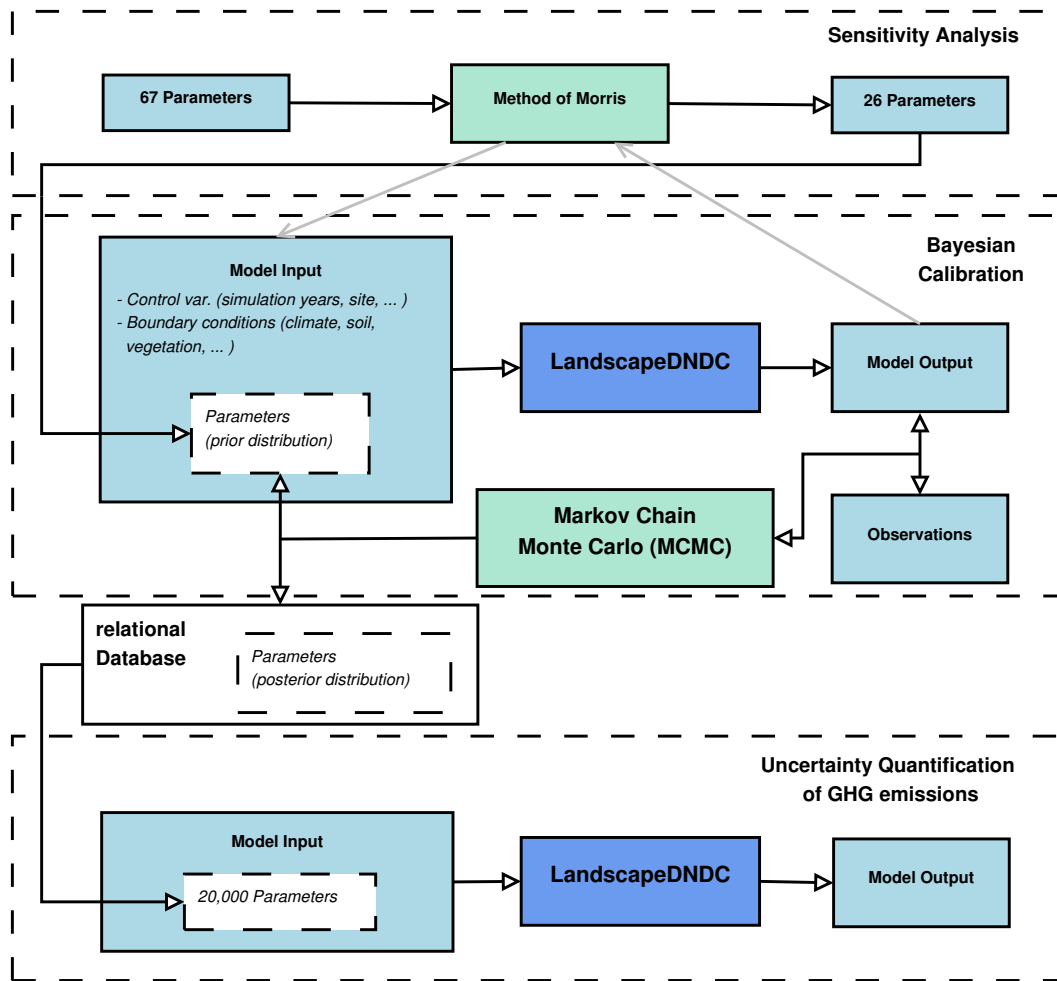 Sensitivity Analysis
67 Parameters
Method of Morris
26 Parameters
Bayesian
Calibration
Model Input
- Control var. (simulation years, site, ... )
- Boundary conditions (climate, soil,
vegetation, ... )
Parameters
(prior distribution)
LandscapeDNDC
Model Output
Markov Chain
Monte Carlo (MCMC)
Observations
relational
Database
Parameters
(posterior distribution)
Uncertainty Quantification
of GHG emissions
Model Input
20,000 Parameters
LandscapeDNDC
Model Output